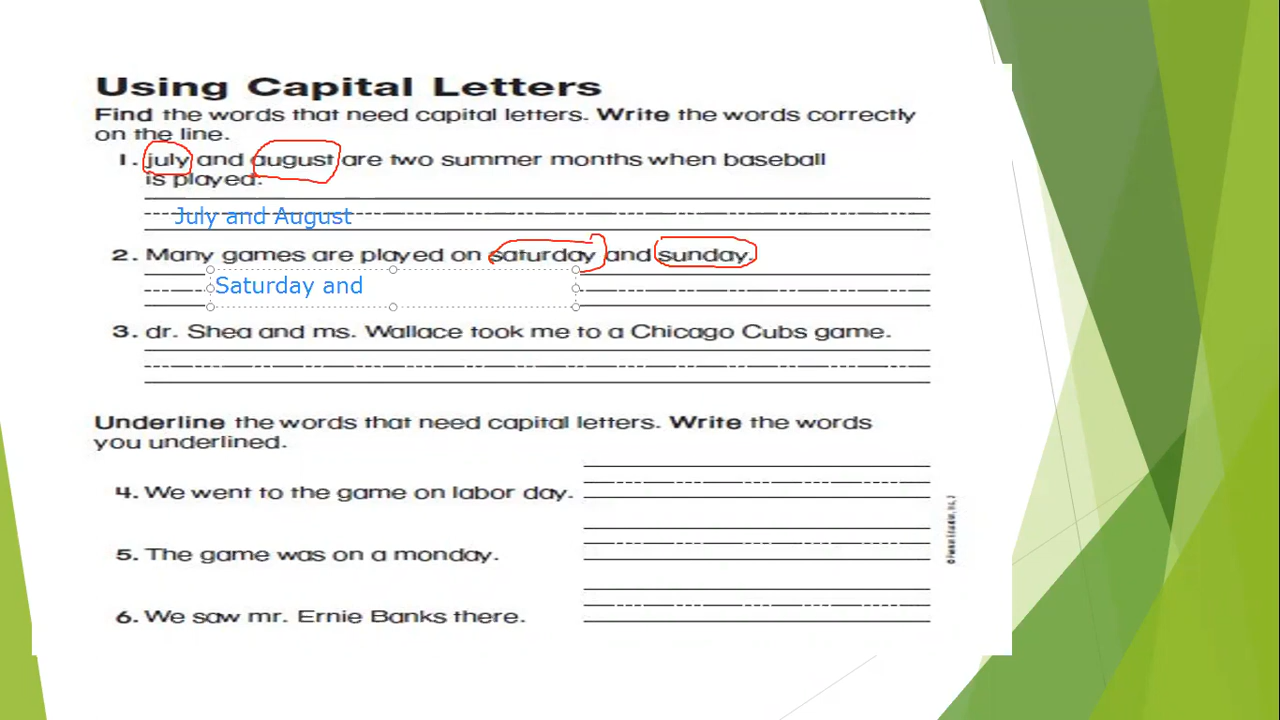 Using Capital Letters
Find the words that need capital letters. Write the words correctly
on the line.
1. july and august are two summer months when baseball
is played.
July and August
2. Many games are played on saturday and sunday.
Saturday and
3. dr. Shea and ms. Wallace took me to a Chicago Cubs game.
Underline the words that need capital letters. Write the words
you underlined.
4. We went to the game on labor day.
5. The game was on a monday.
6. We saw mr. Ernie Banks there.